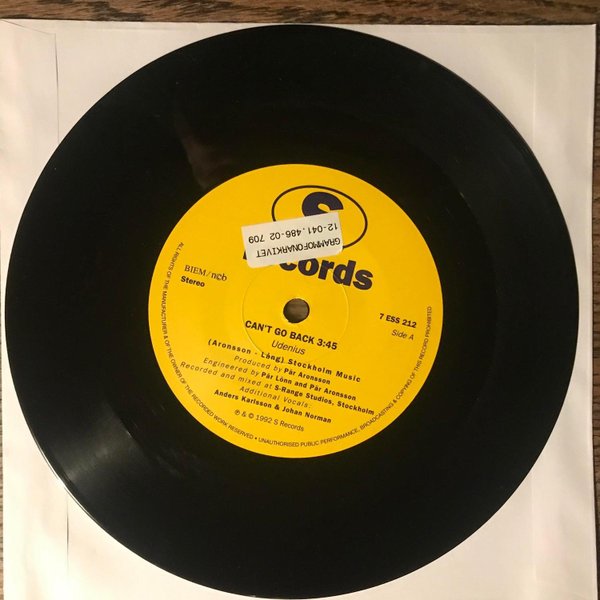 S
GRAMMOFONARKIVET
12-041.486-02 709
cords
BIEM/ncb
Stereo
7 ESS 212
Side A
CAN'T GO BACK 3:45
Udenius
(Aronsson - Lång) Stockholm Music
Produced by Pär Aronsson
Engineered by Pår Lönn and Pår Aronsson
Recorded and mixed at S-Range Studios, Stockholm
Additional Vocals:
Anders Karlsson & Johan Norman
℗ & © 1992 S Records
ALL RIGHTS OF THE MANUFACTURER & OF THE OWNER OF THE RECORDED WORK RESERVED • UNAUTHORISED PUBLIC PERFORMANCE, BROADCASTING & COPYING OF THIS RECORD PROHIBITED